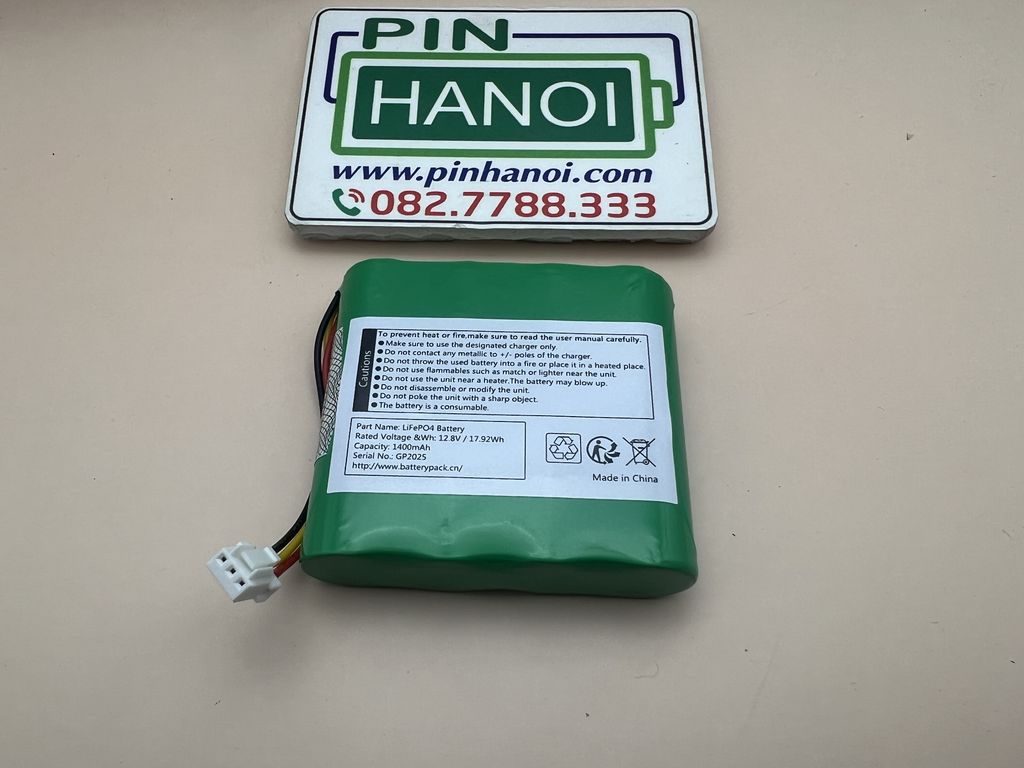 PIN
HANOI
www.pinhanoi.com
082.7788.333
Cautions
To prevent heat or fire,make sure to read the user manual carefully.
●Make sure to use the designated charger only.
●Do not contact any metallic to +/- poles of the charger.
●Do not throw the used battery into a fire or place it in a heated place.
●Do not use flammables such as match or lighter near the unit.
●Do not use the unit near a heater.The battery may blow up.
●Do not disassemble or modify the unit.
●Do not poke the unit with a sharp object.
●The battery is a consumable.
Part Name: LiFePO4 Battery
Rated Voltage &Wh: 12.8V / 17.92Wh
Capacity: 1400mAh
Serial No.: GP2025
http://www.batterypack.cn/
Made in China